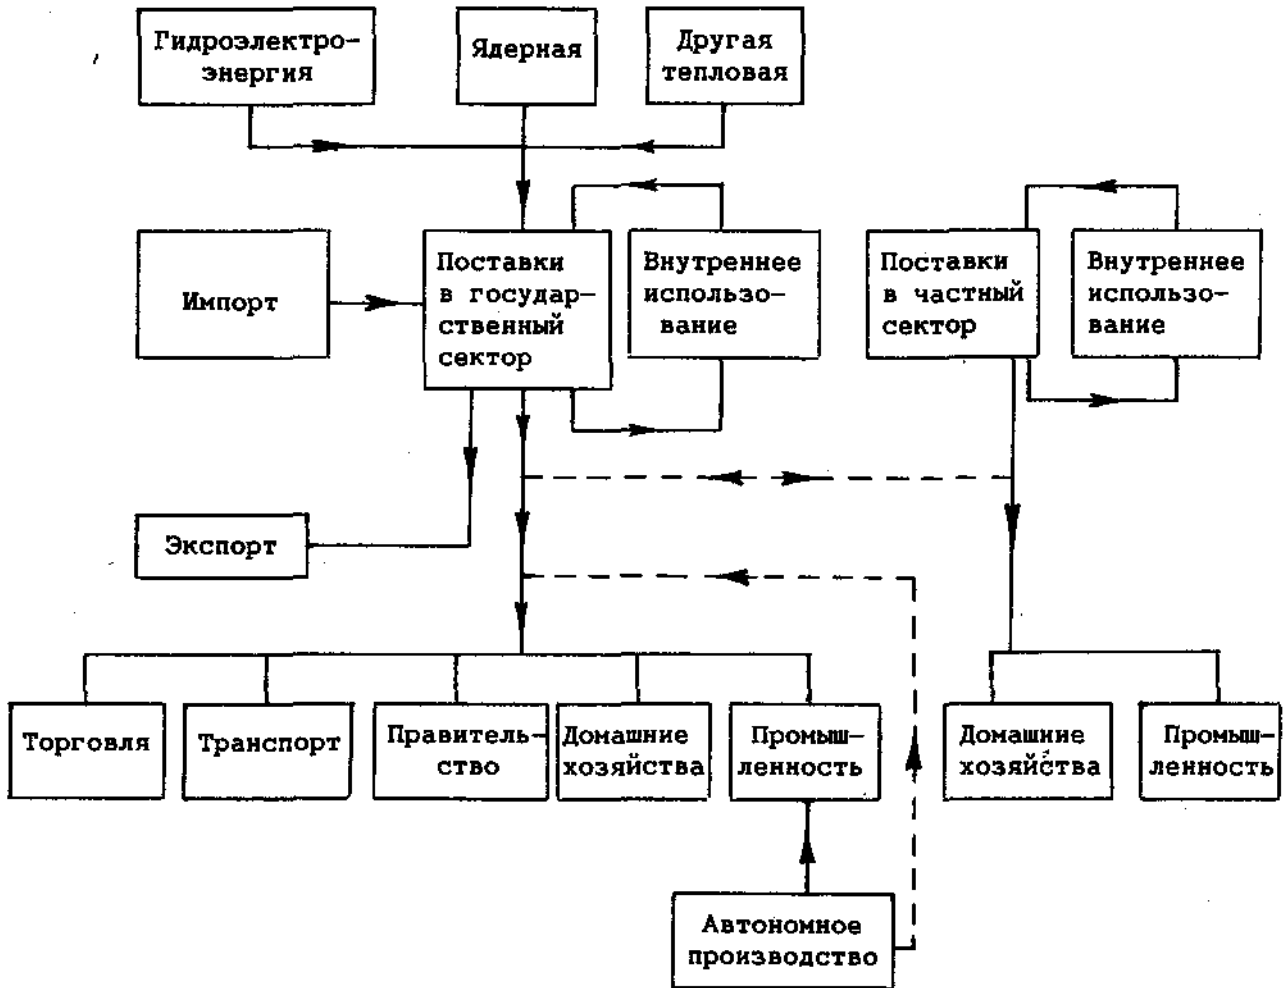 Гидроэлектро-
энергия
Ядерная
Другая
тепловая
Импорт
Поставки
в государ-
ственный
сектор
Внутреннее
использо-
вание
Поставки
в частный
сектор
Внутреннее
использо-
вание
Экспорт
Торговля
Транспорт
Правитель-
ство
Домашние
хозяйства
Промыш-
ленность
Домашние
хозяйства
Промыш-
ленность
Автономное
производство